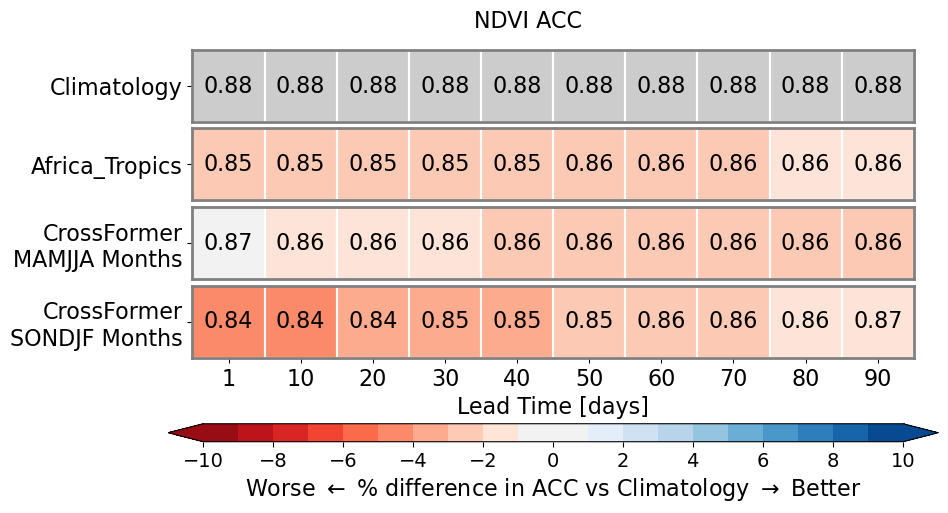 NDVI ACC
Climatology 0.88 0.88 0.88 0.88 0.88 0.88 0.88 0.88 0.88 0.88
Africa_Tropics 0.85 0.85 0.85 0.85 0.85 0.86 0.86 0.86 0.86 0.86
CrossFormer
MAMJJA Months 0.87 0.86 0.86 0.86 0.86 0.86 0.86 0.86 0.86 0.86
CrossFormer
SONDJF Months 0.84 0.84 0.84 0.85 0.85 0.85 0.86 0.86 0.86 0.87
1 10 20 30 40 50 60 70 80 90
Lead Time [days]
−10 −8 −6 −4 −2 0 2 4 6 8 10
Worse ← % difference in ACC vs Climatology → Better